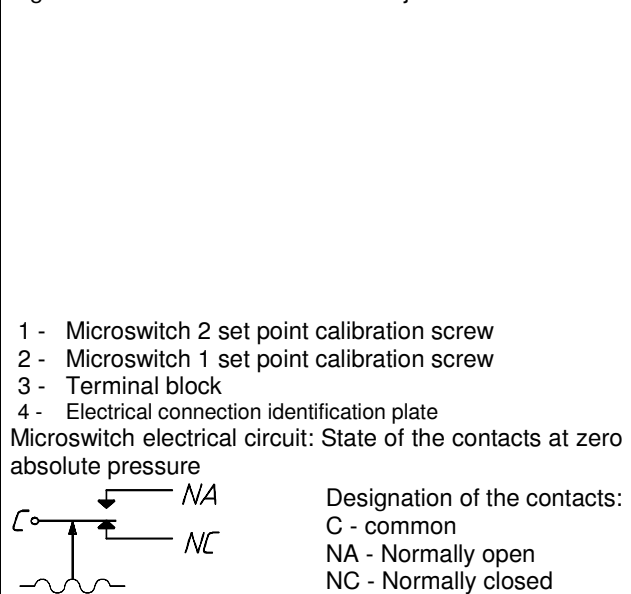 1 - Microswitch 2 set point calibration screw
2 - Microswitch 1 set point calibration screw
3 - Terminal block
4 - Electrical connection identification plate
Microswitch electrical circuit: State of the contacts at zero
absolute pressure
NA
C
NC
Designation of the contacts:
C - common
NA - Normally open
NC - Normally closed